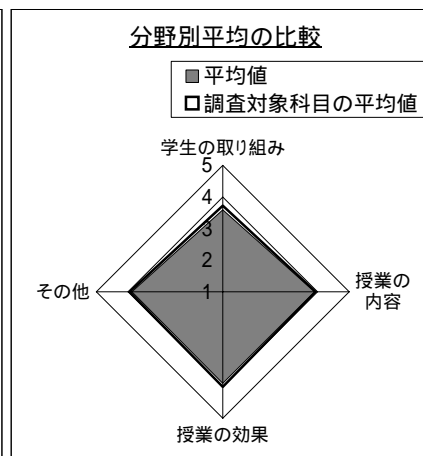 分野別平均の比較
平均値
調査対象科目の平均値
学生の取り組み
5
4
3
2
1
その他
授業の
内容
授業の効果